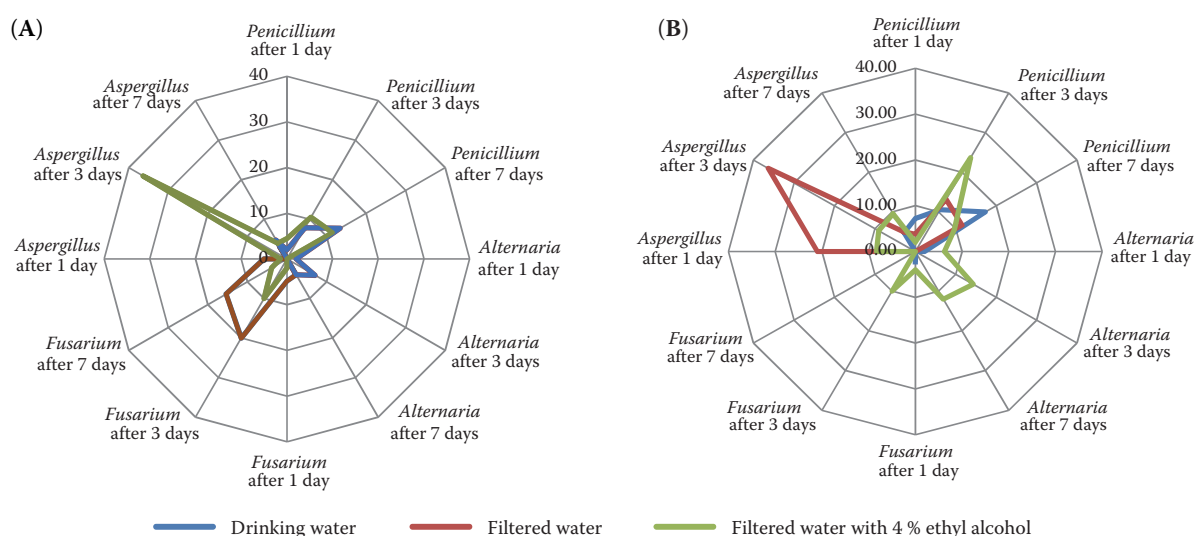 (A)
Penicillium
after 1 day
Penicillium
after 3 days
Penicillium
after 7 days
Alternaria
after 1 day
Alternaria
after 3 days
Alternaria
after 7 days
Fusarium
after 1 day
Fusarium
after 3 days
Fusarium
after 7 days
Aspergillus
after 1 day
Aspergillus
after 3 days
Aspergillus
after 7 days
40
30
20
10
0
(B)
Penicillium
after 1 day
Penicillium
after 3 days
Penicillium
after 7 days
Alternaria
after 1 day
Alternaria
after 3 days
Alternaria
after 7 days
Fusarium
after 1 day
Fusarium
after 3 days
Fusarium
after 7 days
Aspergillus
after 1 day
Aspergillus
after 3 days
Aspergillus
after 7 days
40.00
30.00
20.00
10.00
0.00
Drinking water
Filtered water
Filtered water with 4 % ethyl alcohol